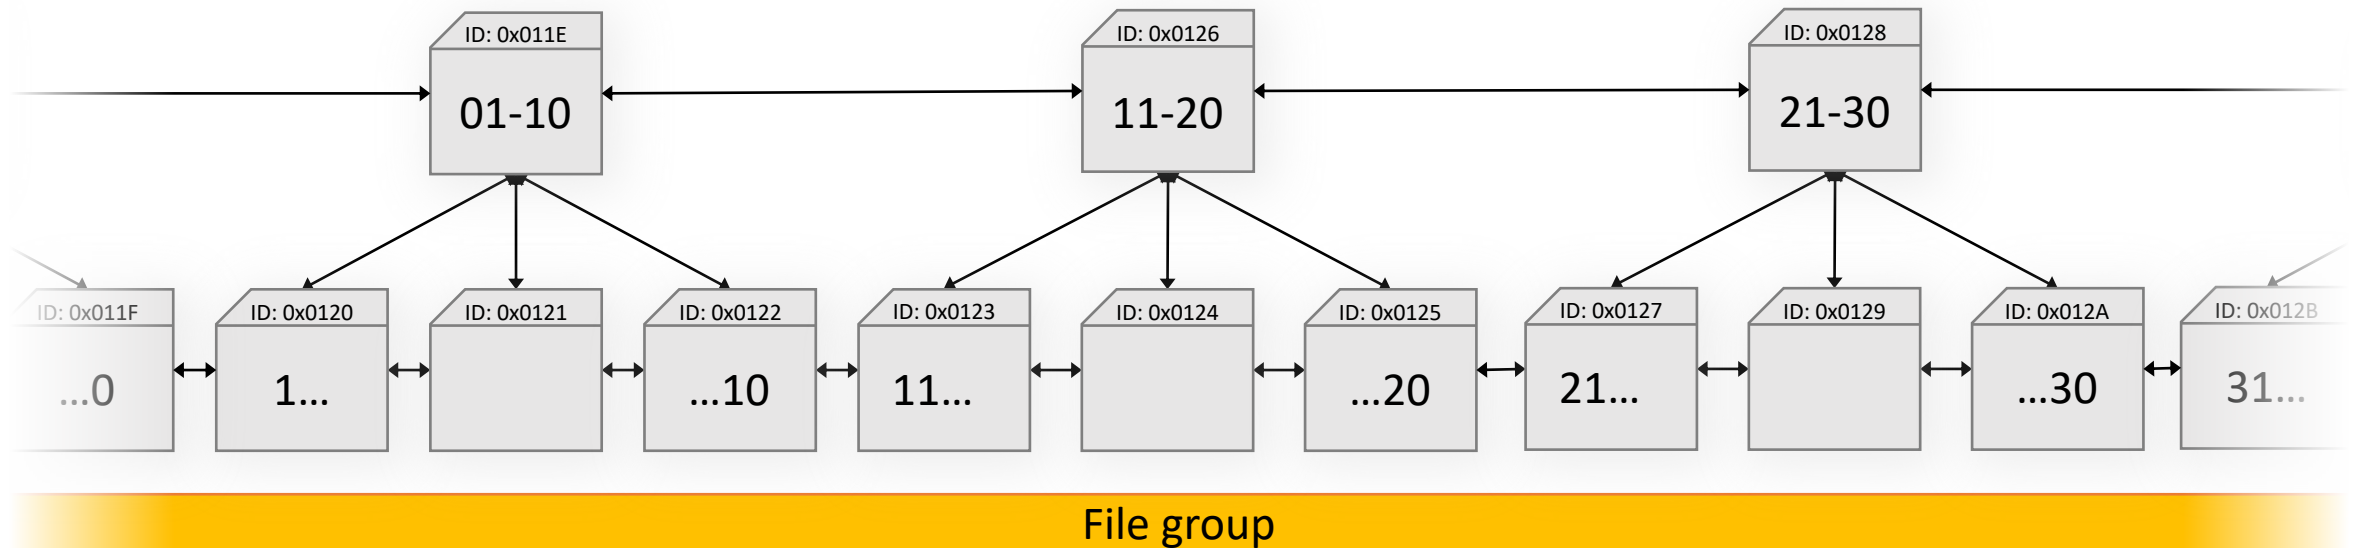 ID: 0x011E
01-10
ID: 0x0126
11-20
ID: 0x0128
21-30
ID: 0x011F
...0
ID: 0x0120
1...
ID: 0x0121
ID: 0x0122
...10
ID: 0x0123
11...
ID: 0x0124
ID: 0x0125
...20
ID: 0x0127
21...
ID: 0x0129
ID: 0x012A
...30
ID: 0x012B
31...
File group